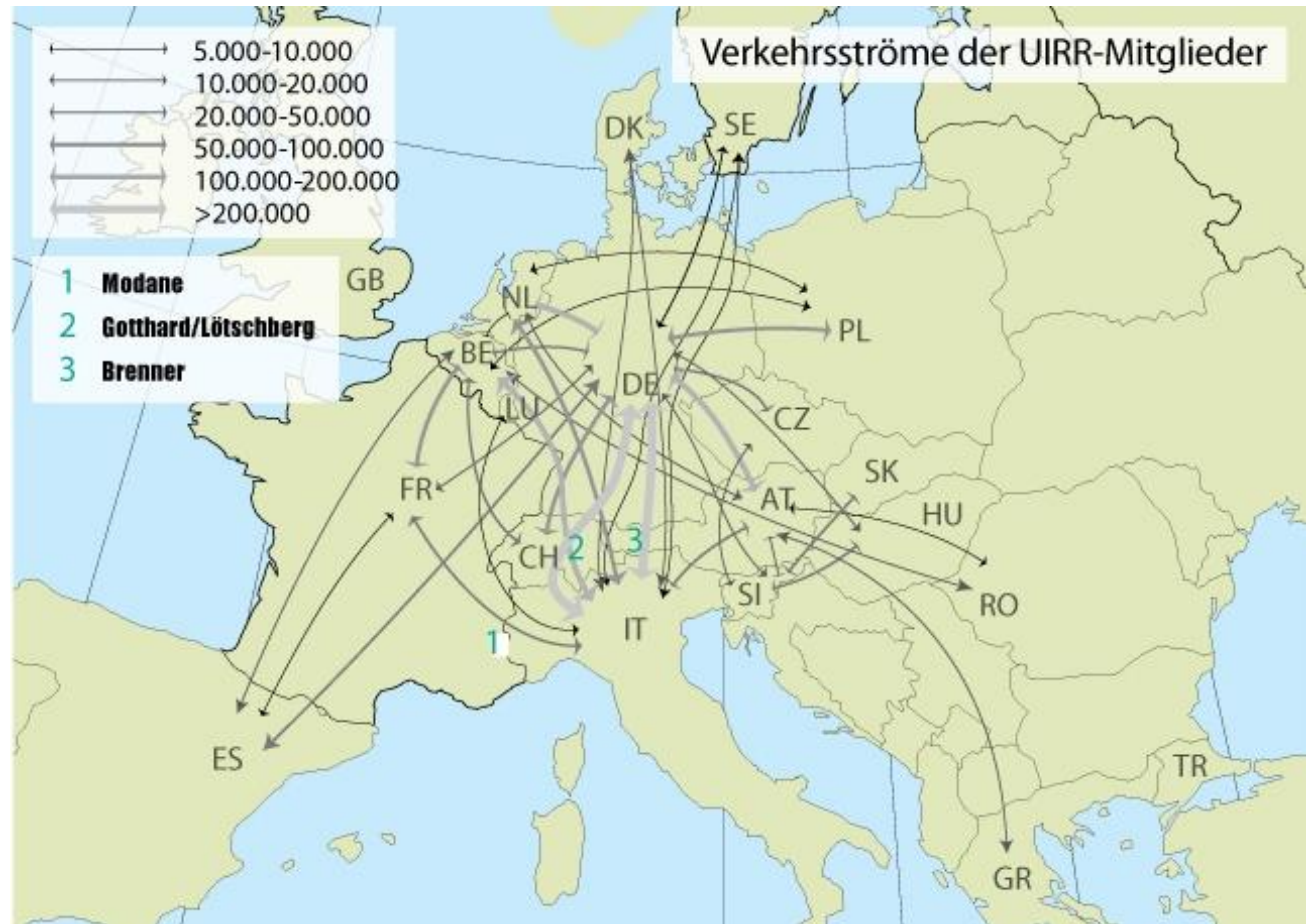 5.000-10.000
10.000-20.000
20.000-50.000
50.000-100.000
100.000-200.000
>200.000
Verkehrsströme der UIRR-Mitglieder
1 Modane
2 Gotthard/Lötschberg
3 Brenner
DK
SE
GB
NL
PL
BE
DE
LU
CZ
SK
FR
AT
HU
CH
2
3
SI
RO
IT
1
ES
TR
GR